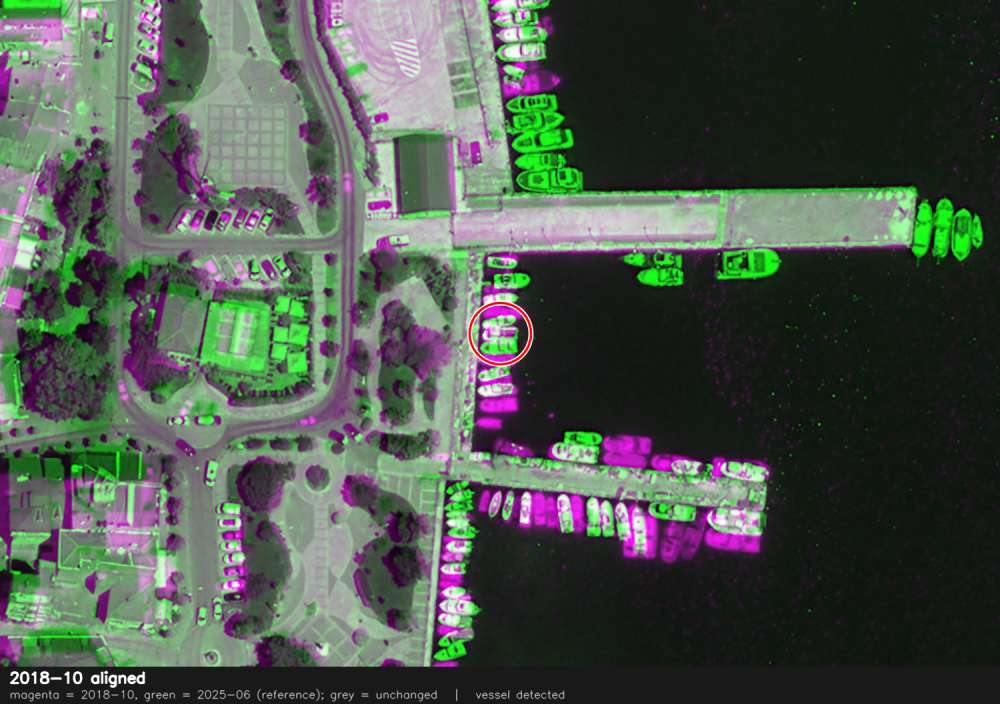 2018-10 aligned
magenta = 2018-10, green = 2025-06 (reference); grey = unchanged | vessel detected